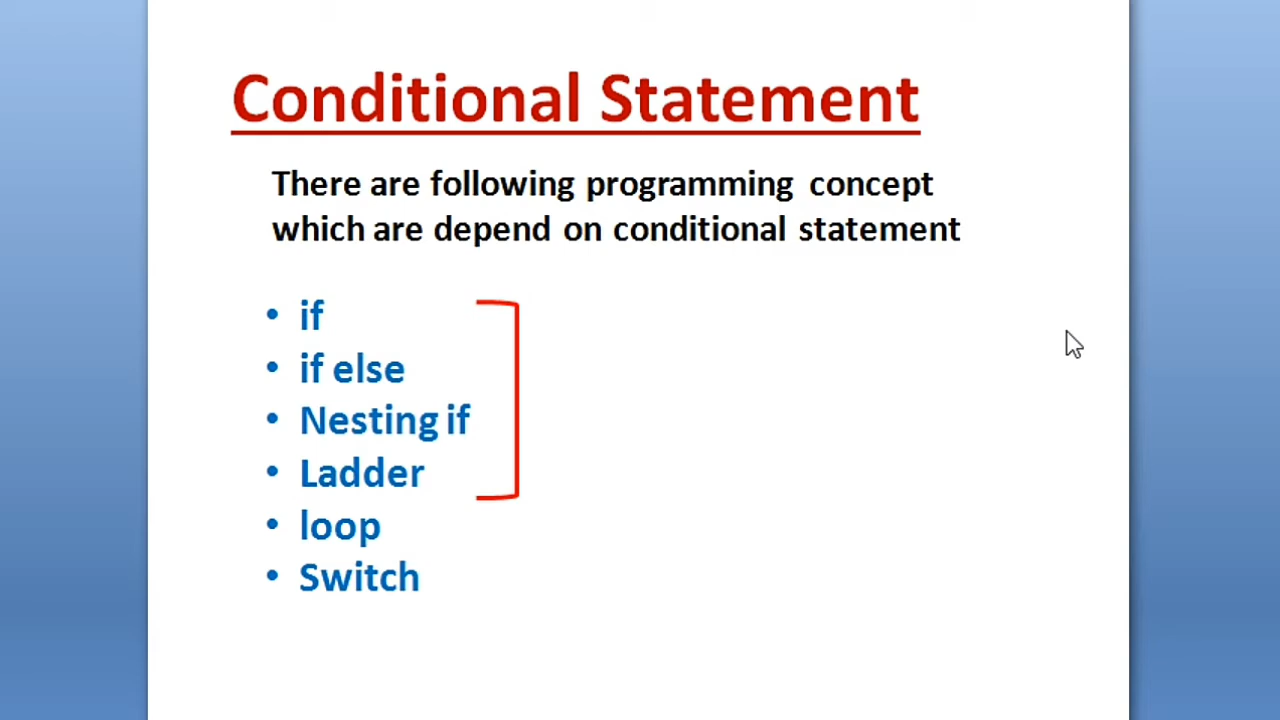 Conditional Statement
There are following programming concept
which are depend on conditional statement
• if
• if else
• Nesting if
• Ladder
• loop
• Switch